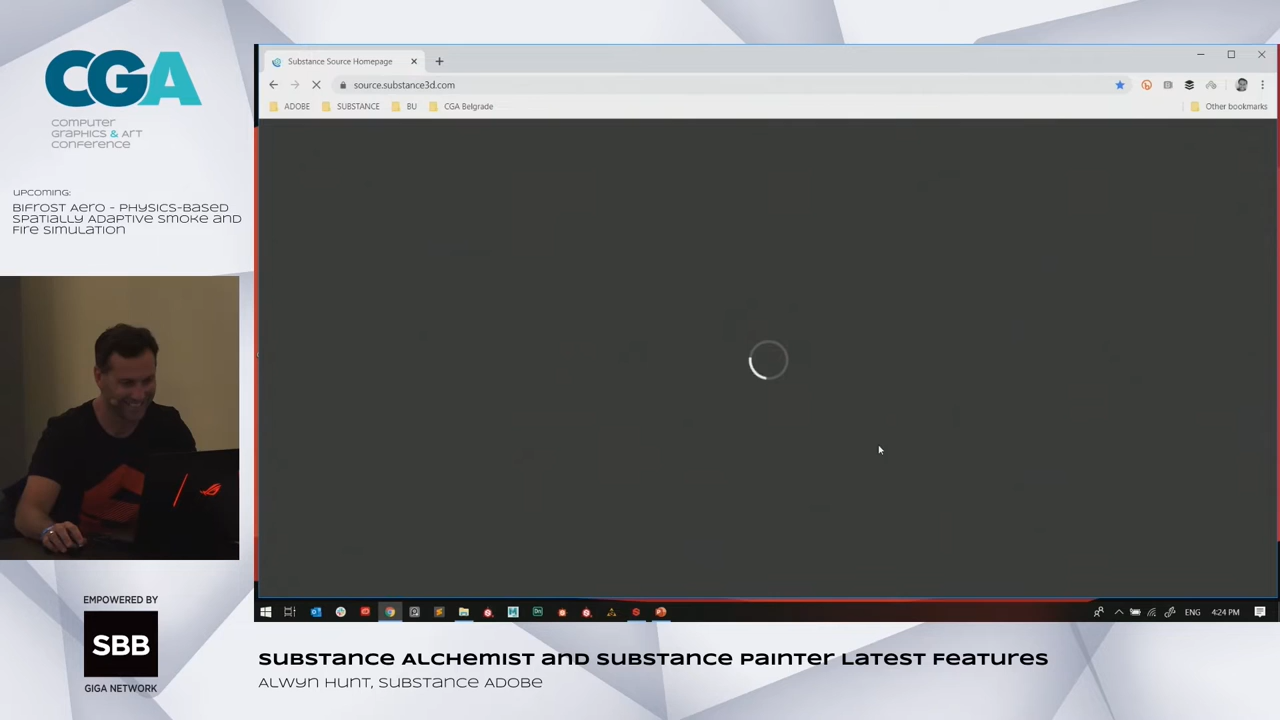 CGA
computer
graphics & art
conference
upcoming:
Bifrost Aero - Physics-Based
Spatially Adaptive Smoke and
Fire Simulation
EMPOWERED BY
SBB
GIGA NETWORK
Substance Source Homepage
source.substance3d.com
ADOBE
SUBSTANCE
BU
CGA Belgrade
Other bookmarks
ENG
4:24 PM
Substance Alchemist and Substance Painter Latest Features
Alwyn Hunt, Substance Adobe